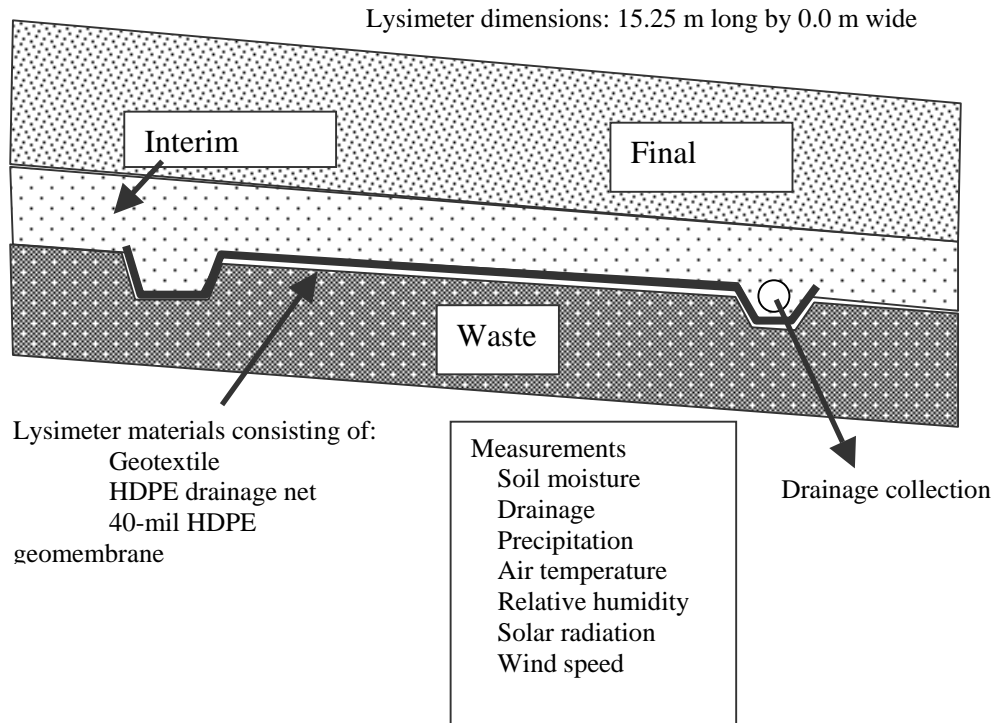 Lysimeter dimensions: 15.25 m long by 0.0 m wide
Interim
Final
Waste
Lysimeter materials consisting of:
Geotextile
HDPE drainage net
40-mil HDPE
geomembrane
Measurements
Soil moisture
Drainage
Precipitation
Air temperature
Relative humidity
Solar radiation
Wind speed
Drainage collection